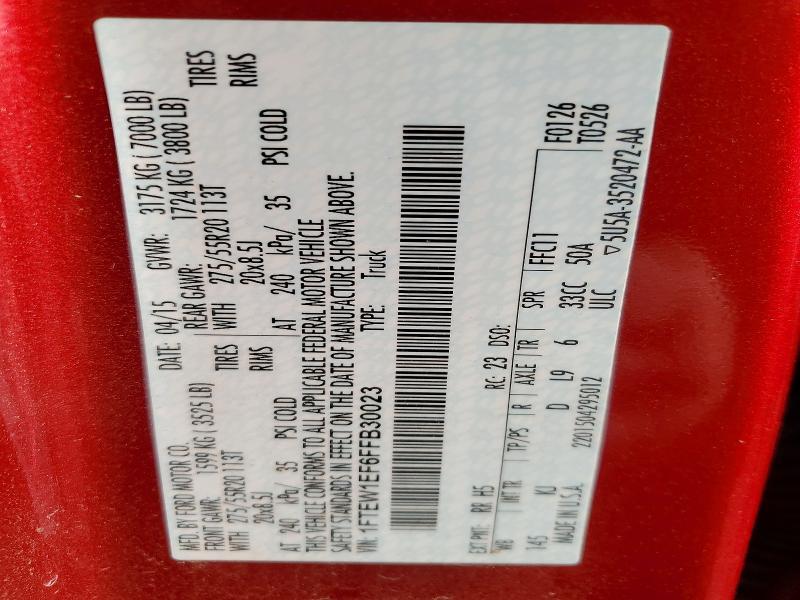 MFD. BY FORD MOTOR CO.
DATE: 04/15 GVWR: 3175 KG ( 7000 LB)
FRONT GAWR: 1599 KG ( 3525 LB) REAR GAWR: 1724 KG ( 3800 LB)
WITH 275/55R20 113T TIRES WITH 275/55R20 113T TIRES
20x8.5J RIMS 20x8.5J RIMS
AT 240 kPa/ 35 PSI COLD AT 240 kPa/ 35 PSI COLD
THIS VEHICLE CONFORMS TO ALL APPLICABLE FEDERAL MOTOR VEHICLE
SAFETY STANDARDS IN EFFECT ON THE DATE OF MANUFACTURE SHOWN ABOVE.
VIN: 1FTEW1EF6FFB30023 TYPE: Truck
EXT PNT: RR H5 RC: 23 DSO: F0126
WB INT TR TP/PS R AXLE TR SPR FFC11 T0526
145 KU D L9 6 33CC 50A
ULC
MADE IN U.S.A. 2201504295012 ▽5U5A-3520472-AA